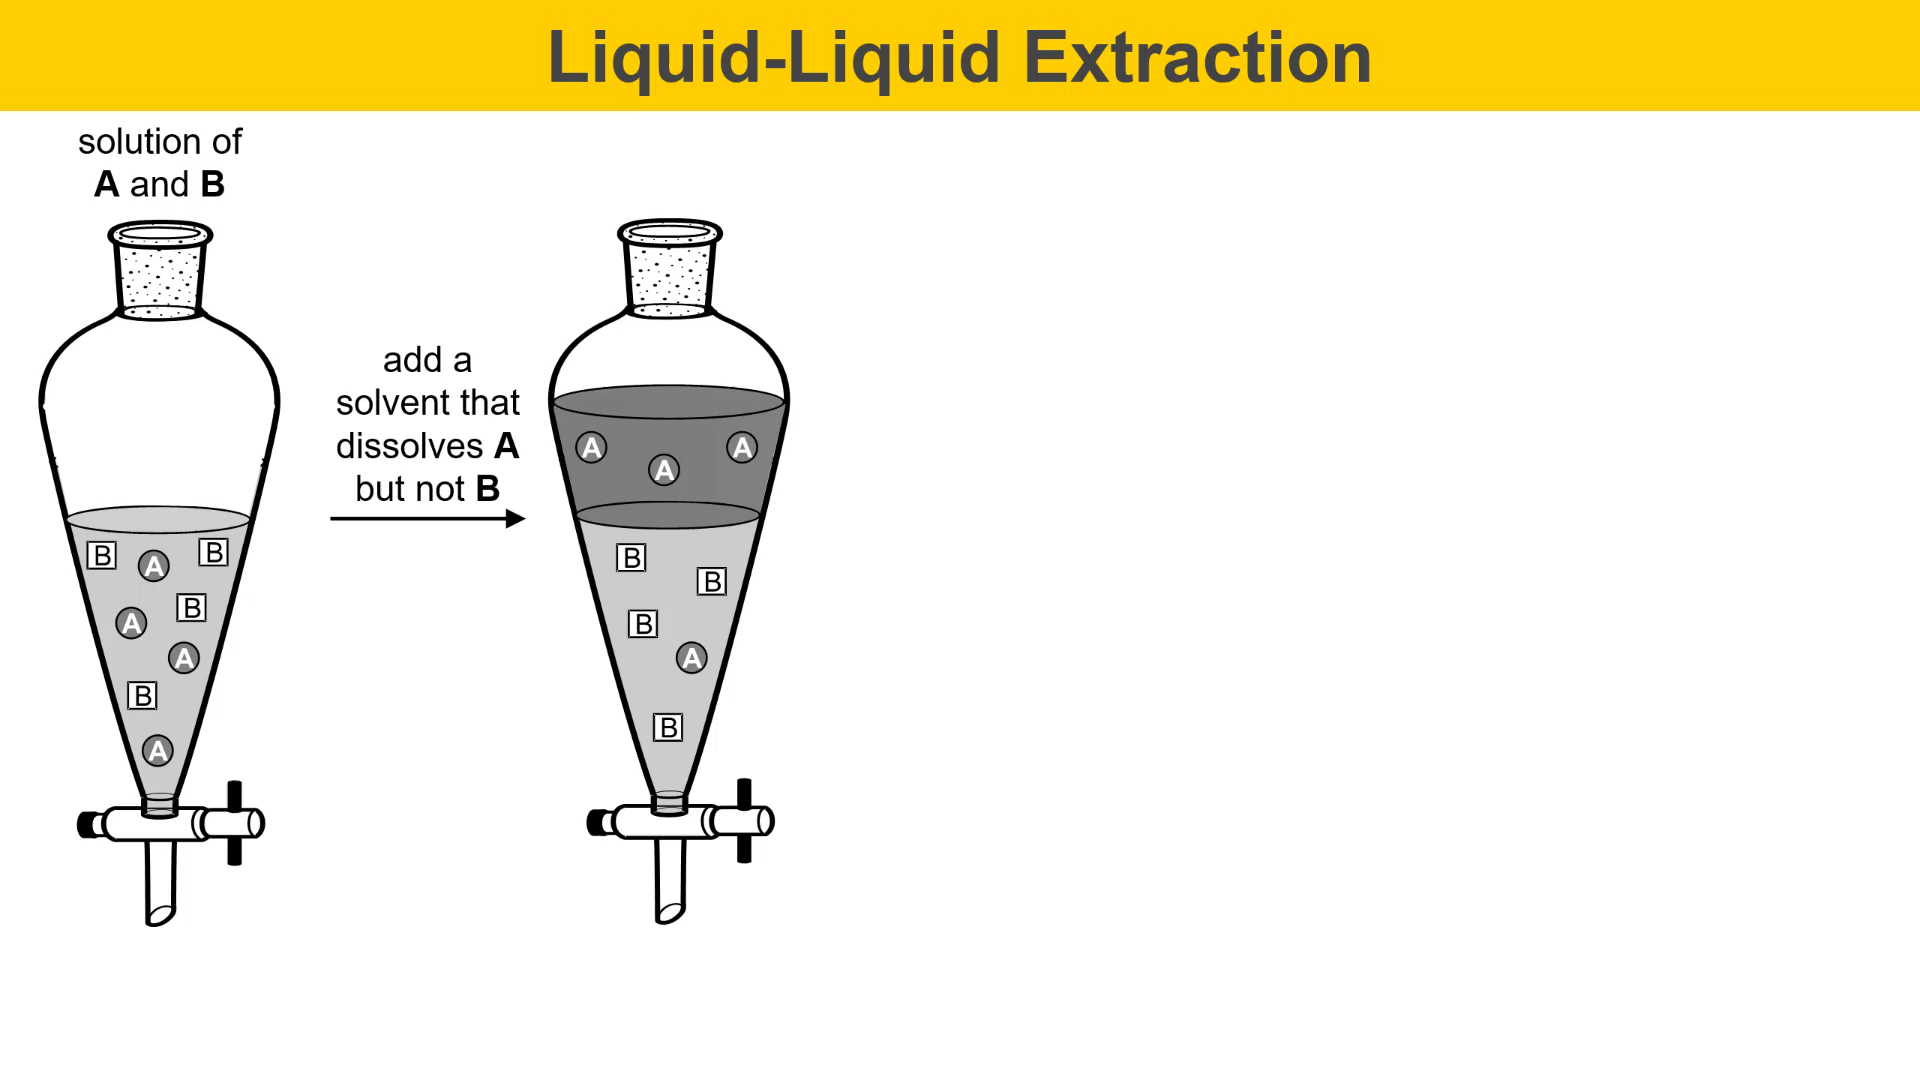 Liquid-Liquid Extraction
solution of
A and B
B
A
B
B
A
A
B
A
add a
solvent that
dissolves A
but not B
A
A
A
B
B
B
A
B